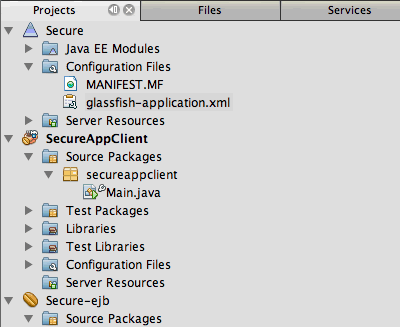 Projects Files Services
Secure
Java EE Modules
Configuration Files
MANIFEST.MF
glassfish-application.xml
Server Resources
SecureAppClient
Source Packages
secureappclient
Main.java
Test Packages
Libraries
Test Libraries
Configuration Files
Server Resources
Secure-ejb
Source Packages